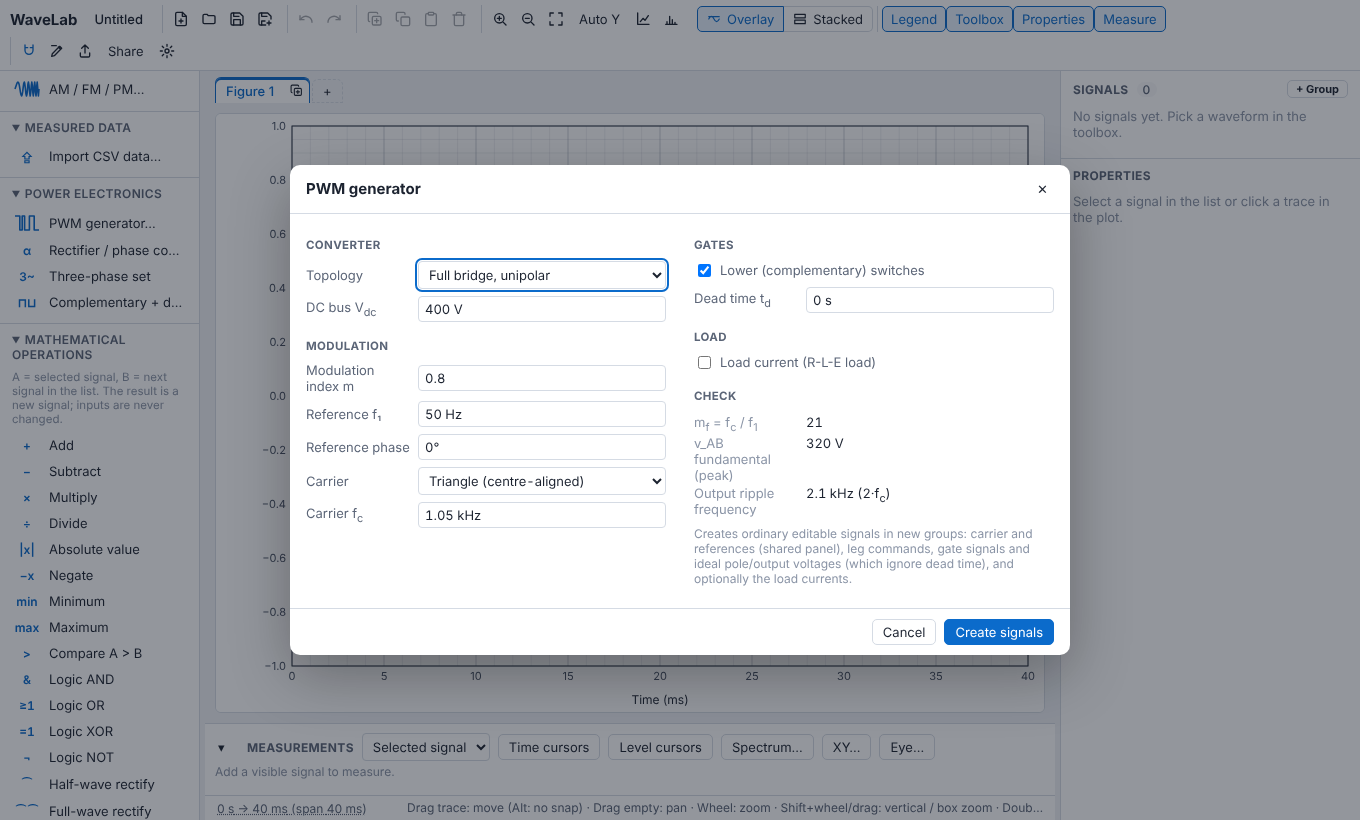 WaveLab Untitled Auto Y Overlay Stacked Legend Toolbox Properties Measure
Share
AM / FM / PM...
▼ MEASURED DATA
Import CSV data...
▼ POWER ELECTRONICS
PWM generator...
α Rectifier / phase co...
3~ Three-phase set
Complementary + d...
▼ MATHEMATICAL
OPERATIONS
A = selected signal, B = next
signal in the list. The result is a
new signal; inputs are never
changed.
+ Add
− Subtract
× Multiply
÷ Divide
|x| Absolute value
−x Negate
min Minimum
max Maximum
> Compare A > B
& Logic AND
≥1 Logic OR
=1 Logic XOR
¬ Logic NOT
Half-wave rectify
Full-wave rectify
Figure 1 +
1.0
0.8
0.6
0.4
0.2
0.0
−0.2
−0.4
−0.6
−0.8
−1.0
0 5 10 15 20 25 30 35 40
Time (ms)
PWM generator ×
CONVERTER
Topology Full bridge, unipolar
DC bus Vdc 400 V
MODULATION
Modulation
index m 0.8
Reference f₁ 50 Hz
Reference phase 0°
Carrier Triangle (centre-aligned)
Carrier fc 1.05 kHz
GATES
Lower (complementary) switches
Dead time td 0 s
LOAD
Load current (R-L-E load)
CHECK
mf = fc / f1 21
v_AB 320 V
fundamental
(peak)
Output ripple 2.1 kHz (2·fc)
frequency
Creates ordinary editable signals in new groups: carrier and
references (shared panel), leg commands, gate signals and
ideal pole/output voltages (which ignore dead time), and
optionally the load currents.
Cancel Create signals
▼ MEASUREMENTS Selected signal Time cursors Level cursors Spectrum... XY... Eye...
Add a visible signal to measure.
0 s → 40 ms (span 40 ms) Drag trace: move (Alt: no snap) · Drag empty: pan · Wheel: zoom · Shift+wheel/drag: vertical / box zoom · Doub...
SIGNALS 0 + Group
No signals yet. Pick a waveform in the
toolbox.
PROPERTIES
Select a signal in the list or click a trace in
the plot.